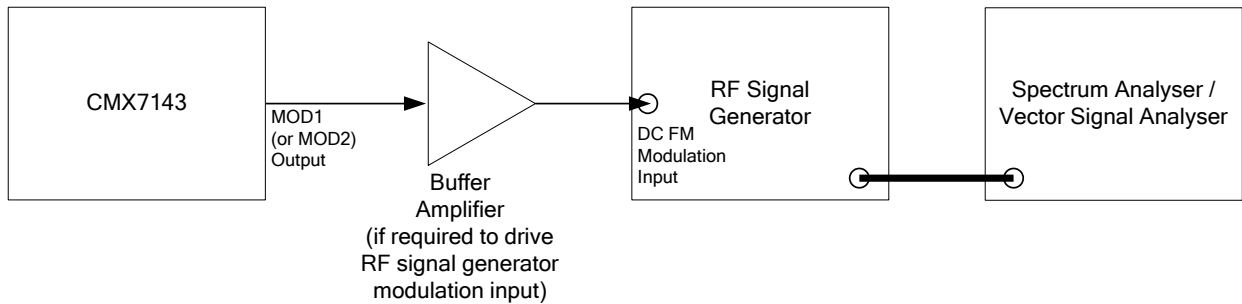 CMX7143
MOD1
(or MOD2)
Output
Buffer
Amplifier
(if required to drive
RF signal generator
modulation input)
RF Signal
Generator
DC FM
Modulation
Input
Spectrum Analyser /
Vector Signal Analyser